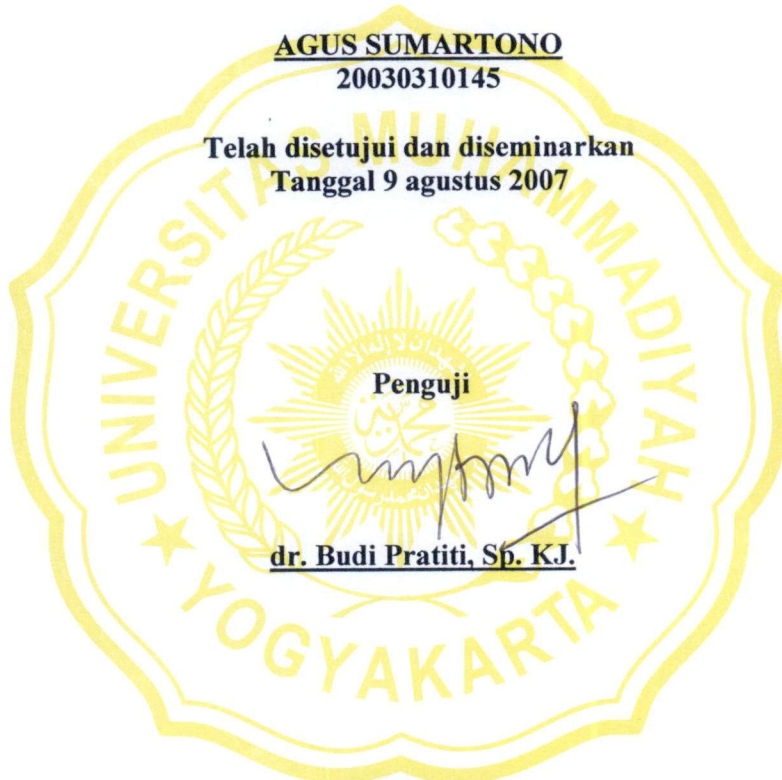 AGUS SUMARTONO
20030310145
Telah disetujui dan diseminarkan
Tanggal 9 agustus 2007
UNIVERSITAS MUHAMMADIYAH
Penguji
dr. Budi Pratiti, Sp. KJ.
YOGYAKARTA